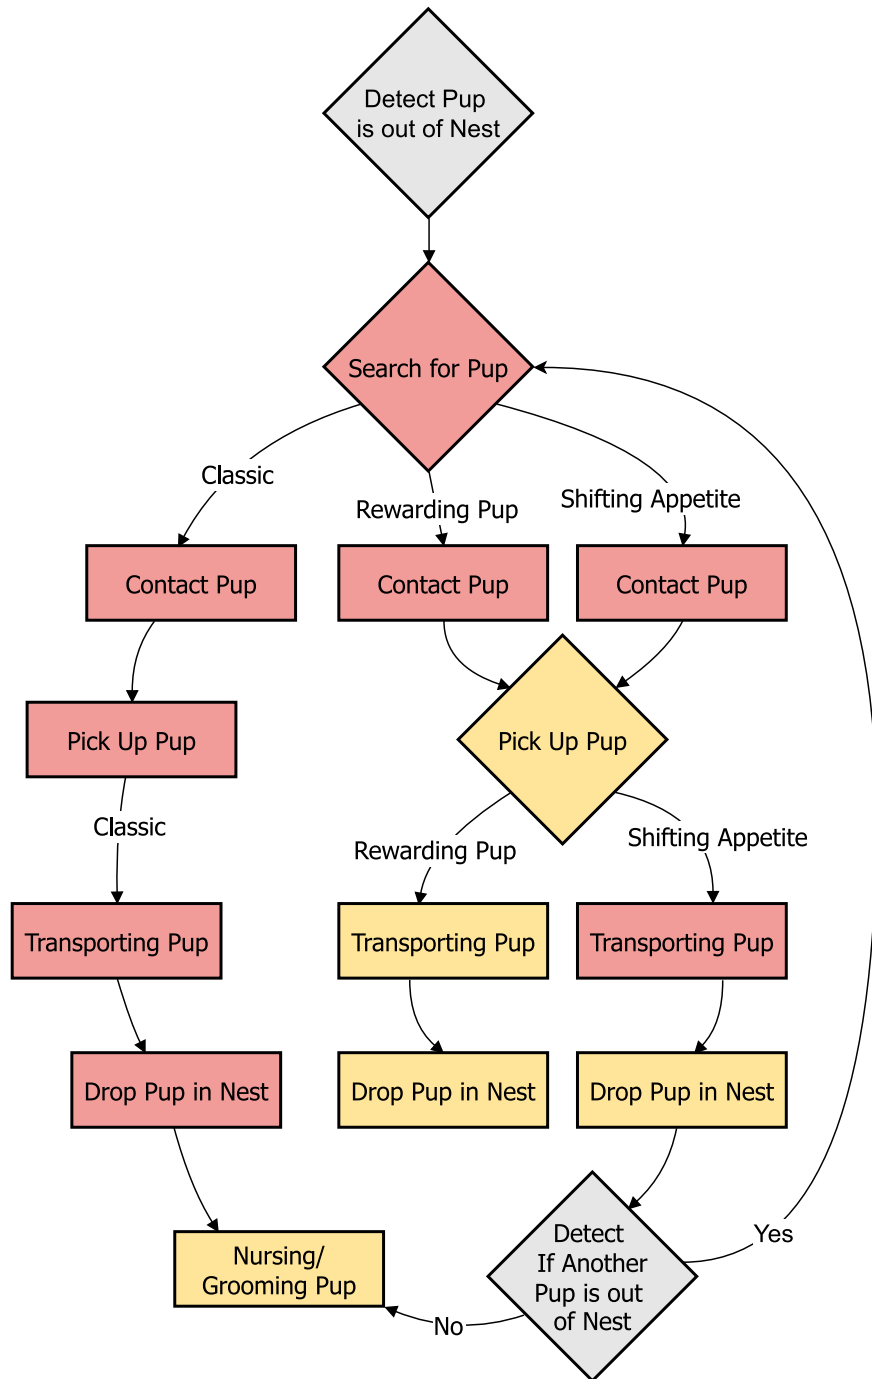 Detect Pup
is out of Nest
Search for Pup
Classic
Rewarding Pup
Shifting Appetite
Contact Pup
Contact Pup
Contact Pup
Pick Up Pup
Pick Up Pup
Classic
Rewarding Pup
Shifting Appetite
Transporting Pup
Transporting Pup
Transporting Pup
Drop Pup in Nest
Drop Pup in Nest
Drop Pup in Nest
Nursing/
Grooming Pup
Detect
If Another
Pup is out
of Nest
Yes
No